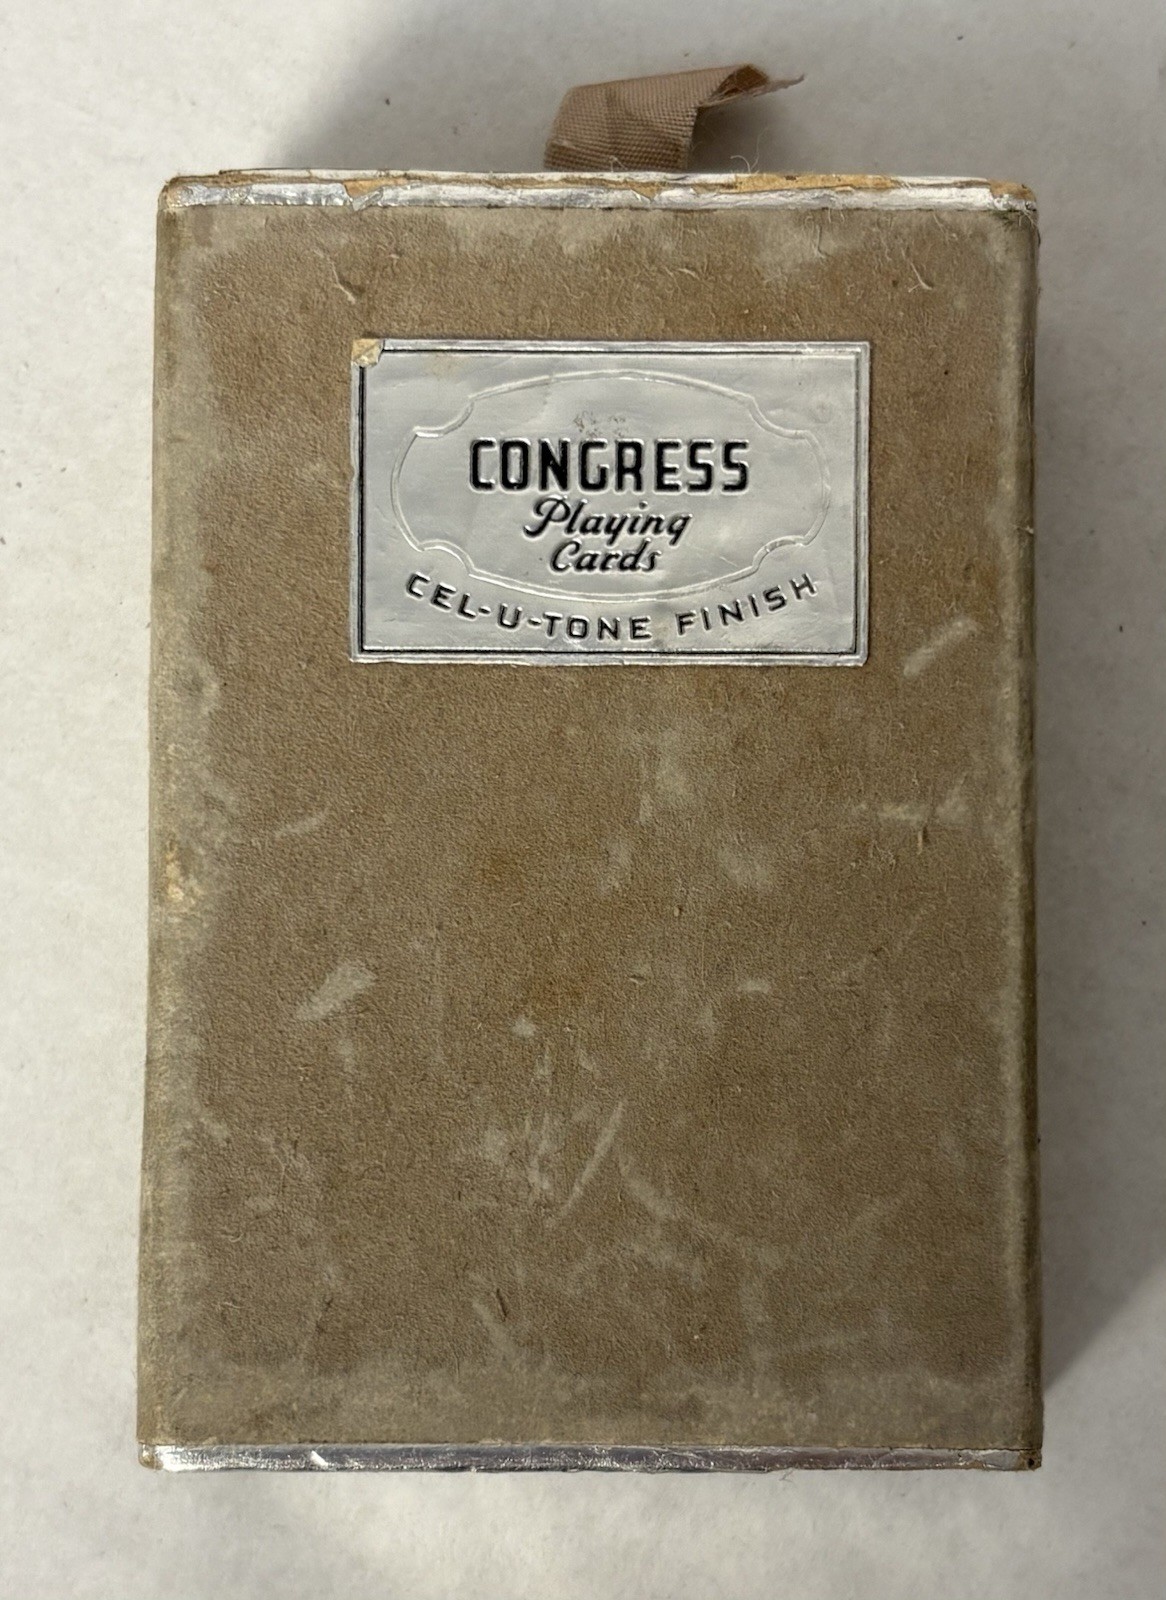 CONGRESS
Playing
Cards
CEL-U-TONE FINISH